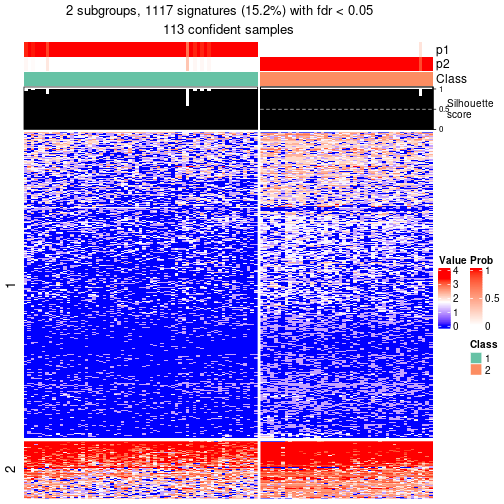 2 subgroups, 1117 signatures (15.2%) with fdr < 0.05
113 confident samples
p1
p2
Class
1
0.5
0
Silhouette
score
1
2
Value
4
3
2
1
0
Prob
1
0.5
0
Class
1
2